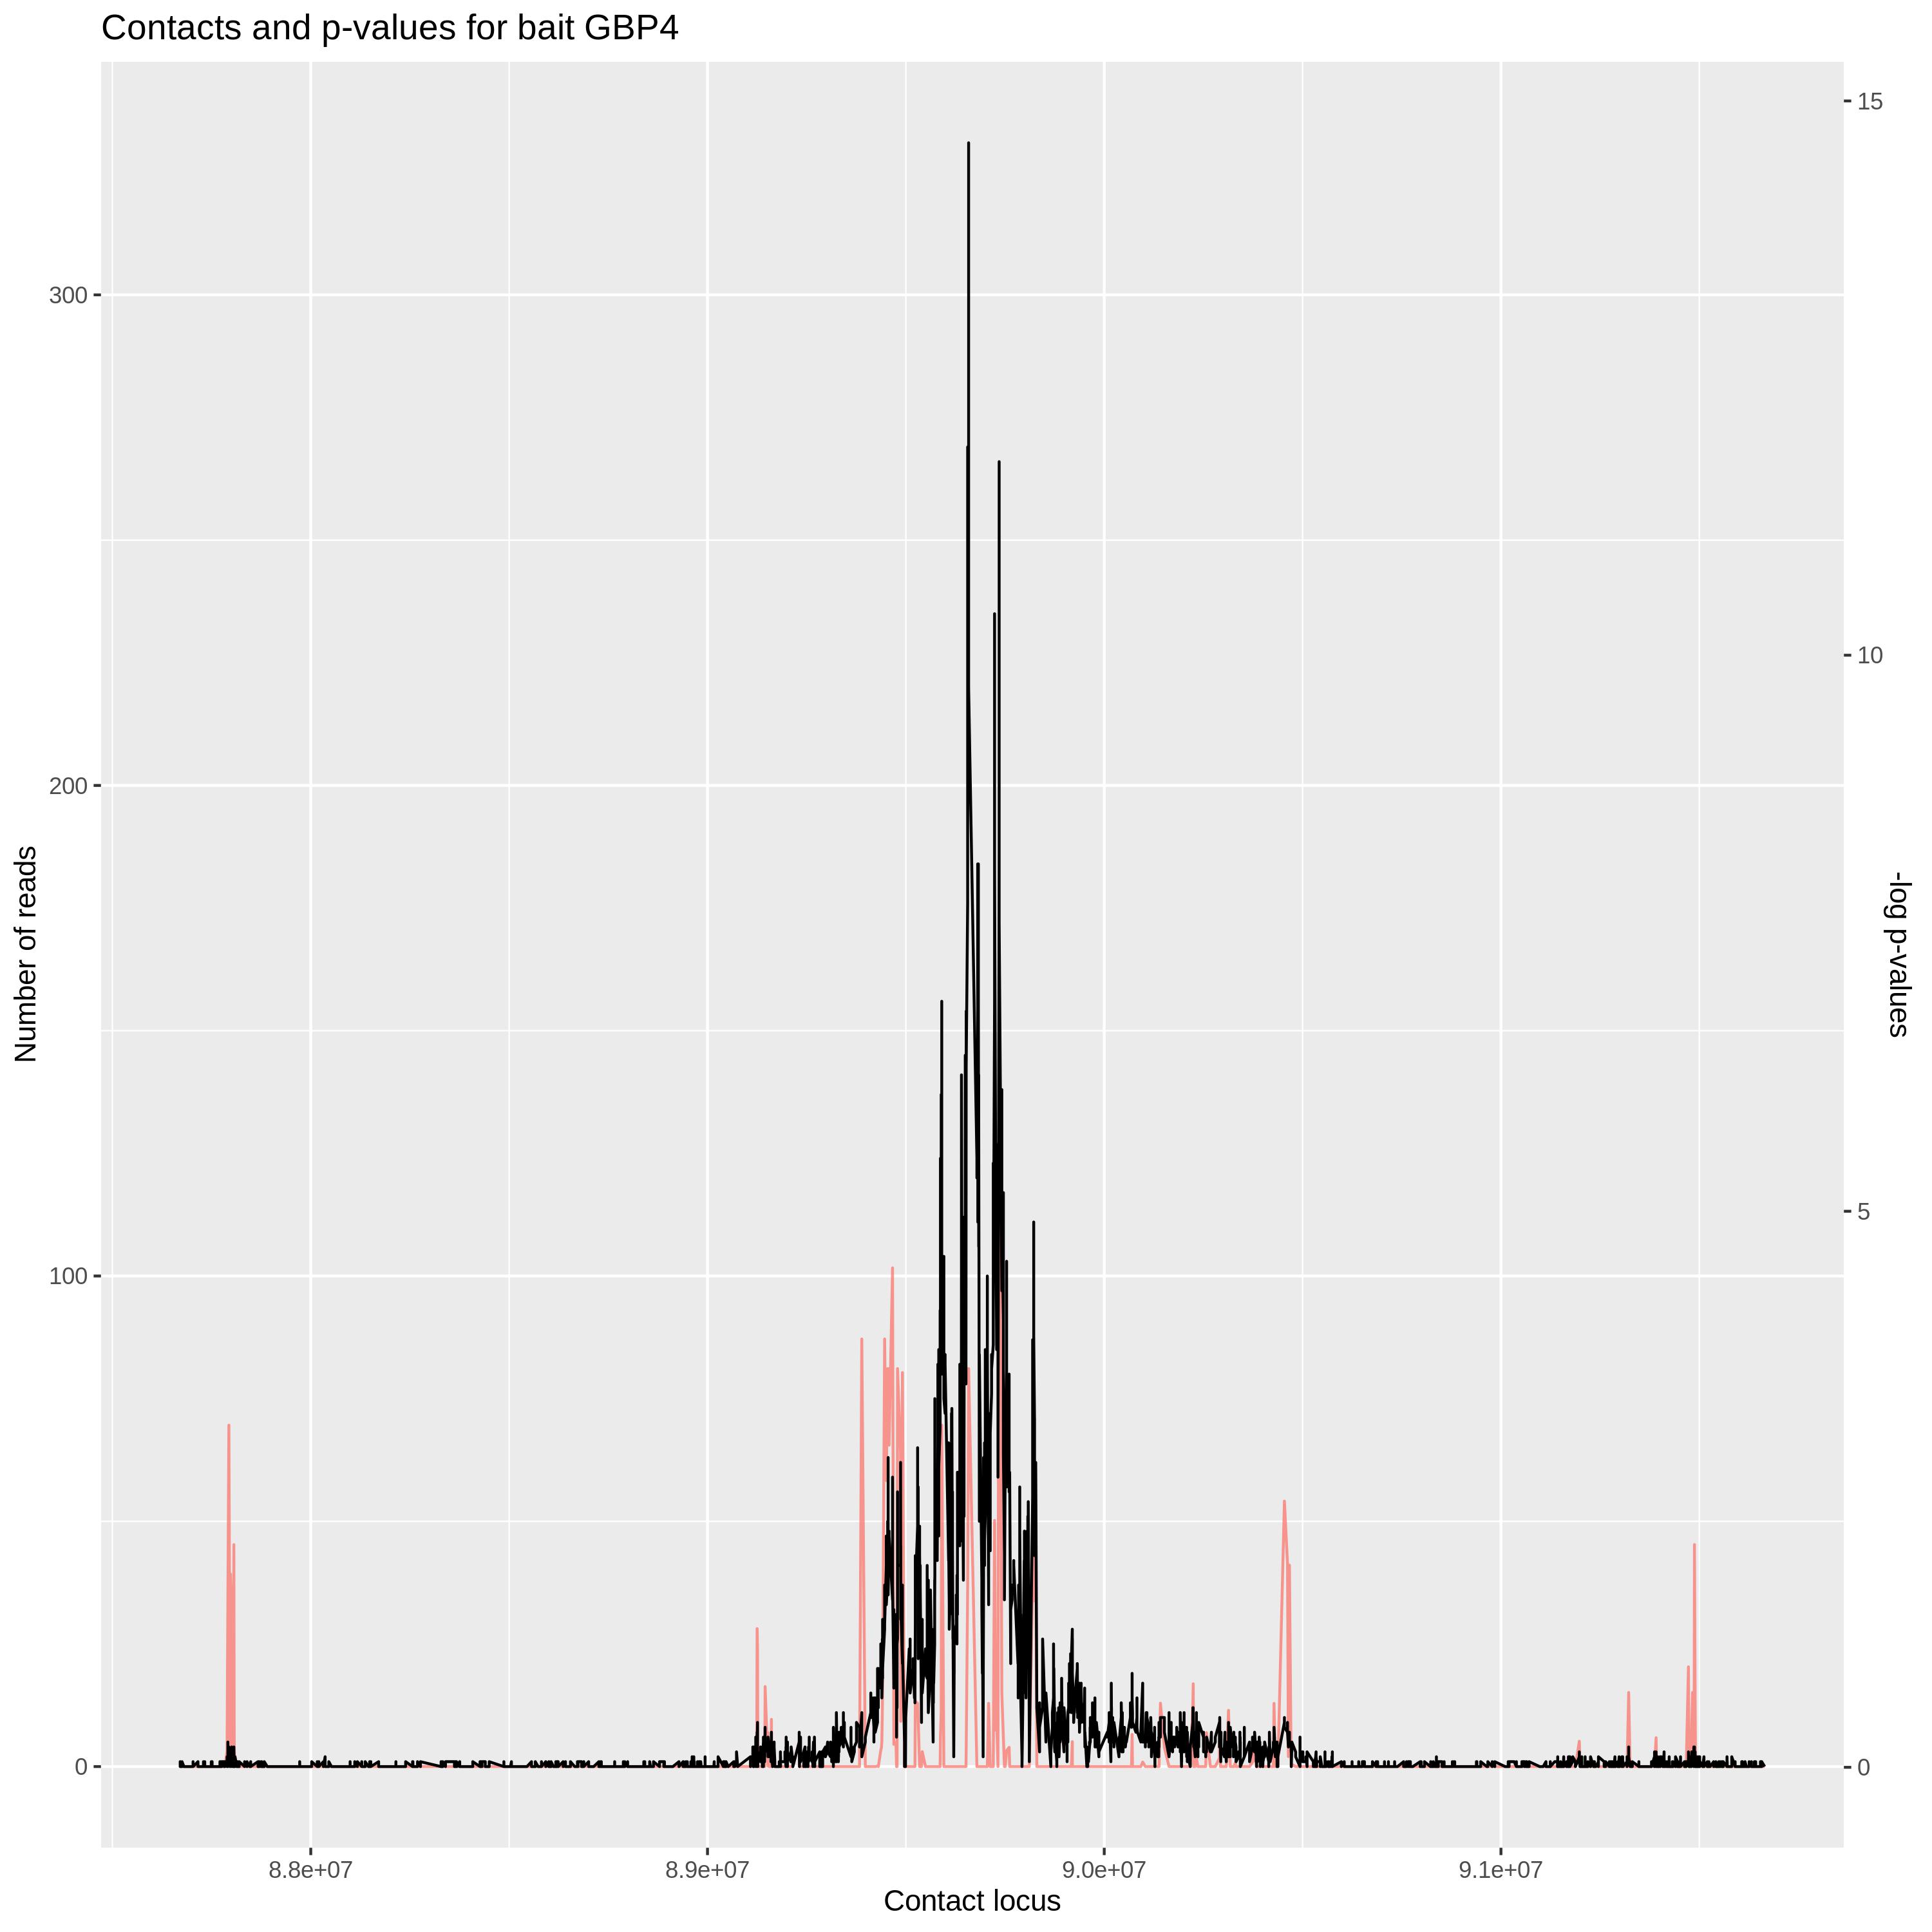 Contacts and p-values for bait GBP4
Number of reads
300
200
100
0
15
10
5
0
-log p-values
8.8e+07
8.9e+07
9.0e+07
9.1e+07
Contact locus